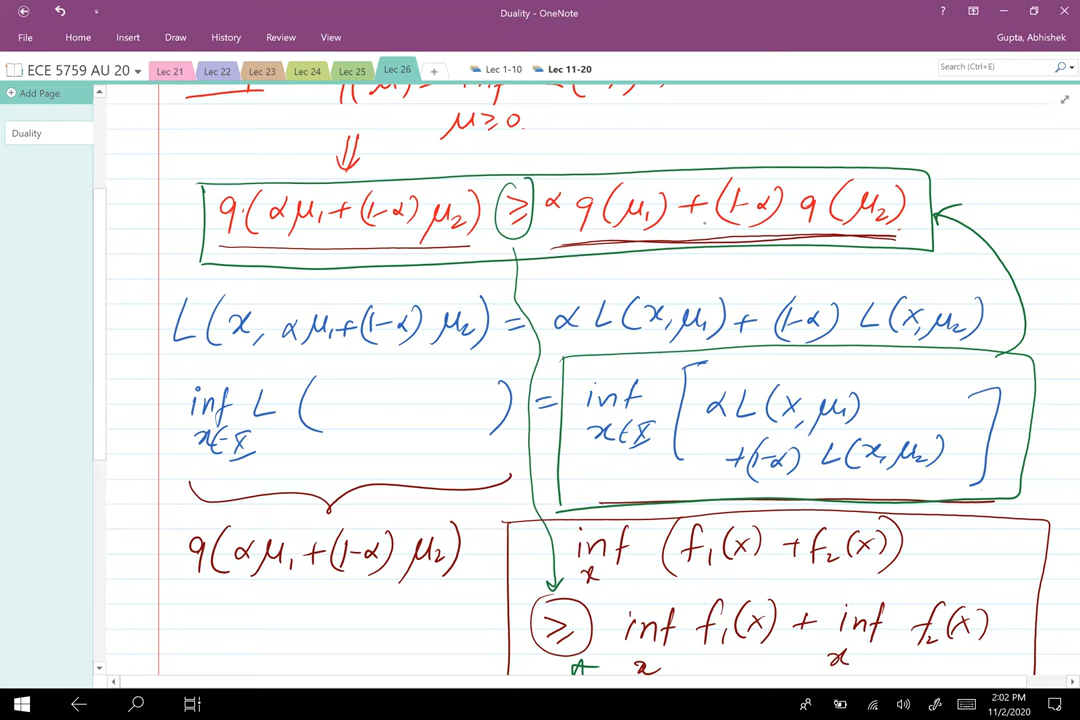 Duality - OneNote
?
File Home Insert Draw History Review View Gupta, Abhishek
ECE 5759 AU 20 Lec 21 Lec 22 Lec 23 Lec 24 Lec 25 Lec 26 + Lec 1-10 Lec 11-20 Search (Ctrl+E)
Add Page
Duality
μ ≥ 0
⇓
q(αμ₁+(1-α)μ₂) ≥ α q(μ₁) + (1-α) q(μ₂)
L(x, αμ₁+(1-α)μ₂) = αL(x,μ₁) + (1-α) L(x,μ₂)
inf L ( ) = inf [ αL(x,μ₁)
x∈X x∈X +(1-α) L(x,μ₂) ]
q(αμ₁+(1-α)μ₂) inf (f₁(x) + f₂(x))
x
≥ inf f₁(x) + inf f₂(x)
x x
2:02 PM
11/2/2020